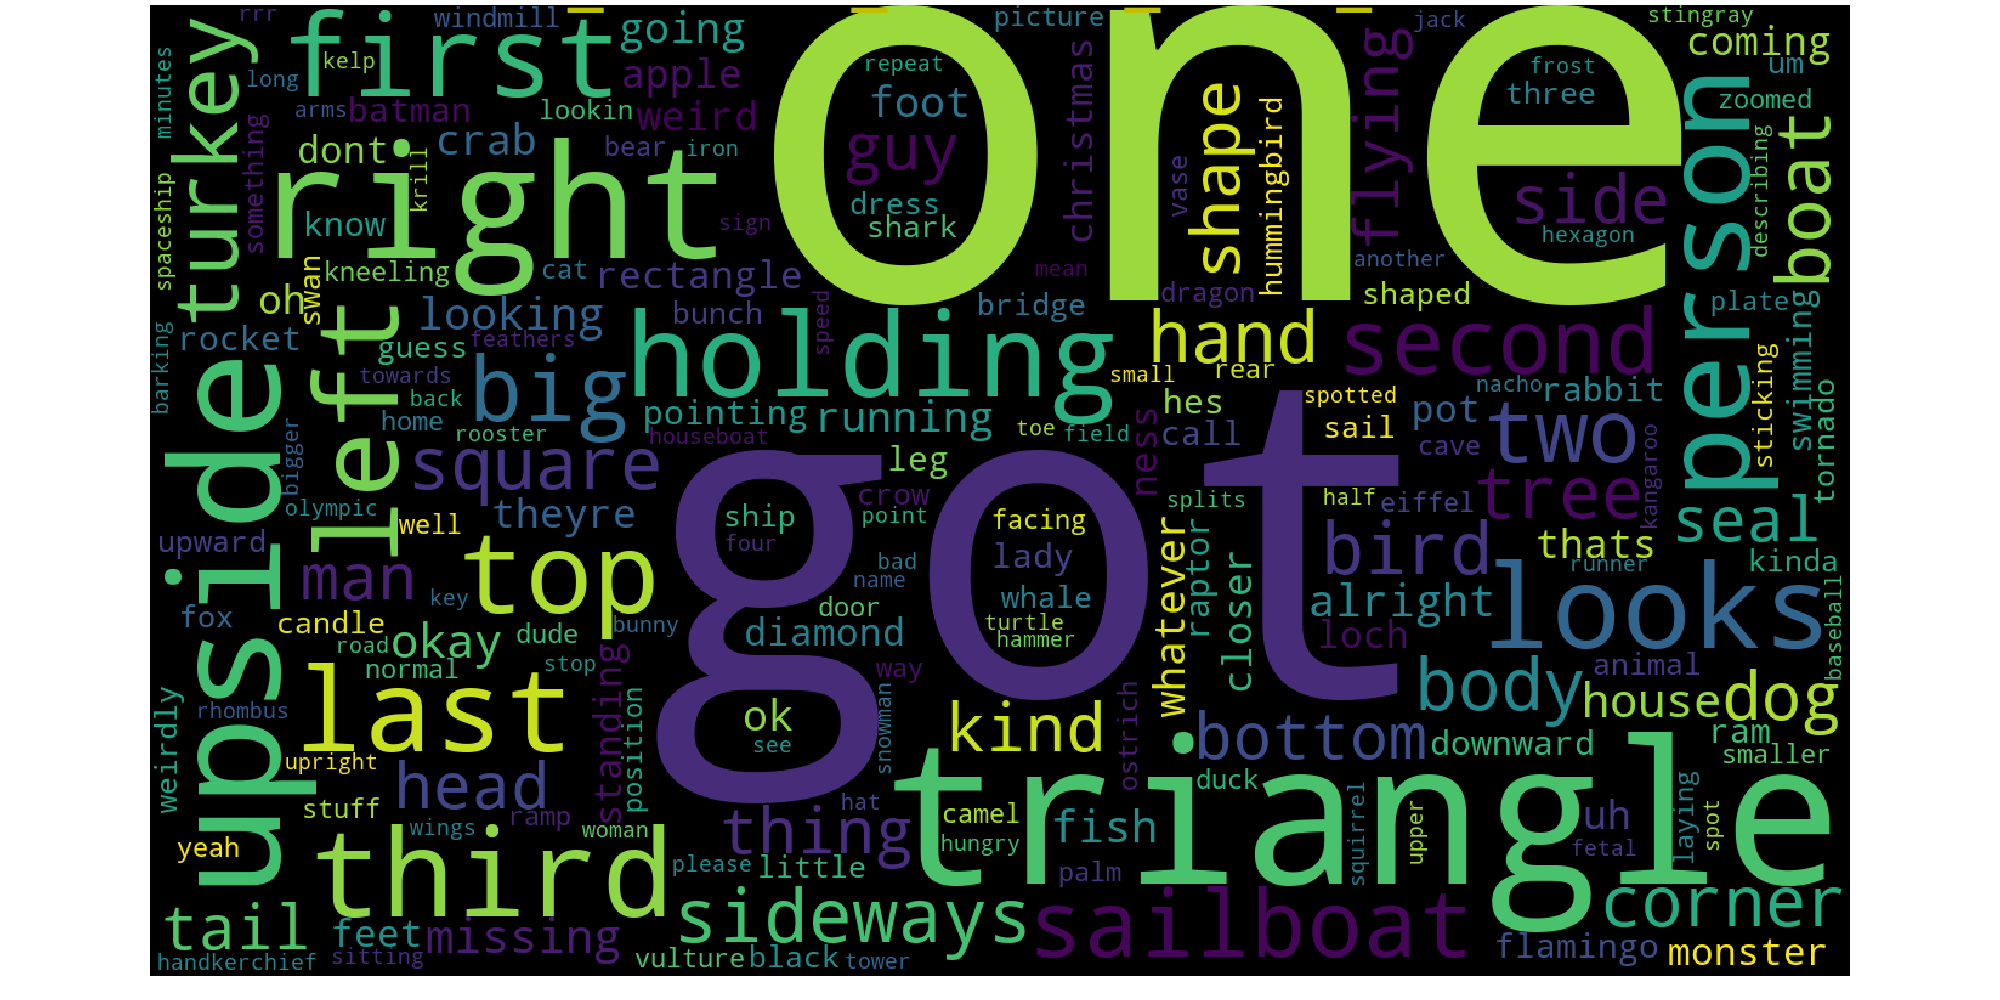 rrr
windmill
going
picture
jack
stingray
one
first
turkey
minutes
kelp
long
apple
repeat
christmas
flying
frost
coming
um
arms
batman
lookin
weird
foot
three
zoomed
something
dont
crab
bear
iron
guy
shape
hummingbird
side
person
describing
boat
krill
right
spaceship
know
sign
dress
shark
vase
hexagon
kneeling
cat
rectangle
mean
another
swan
oh
looking
bunch
speed
bridge
dragon
shaped
plate
rocket
feathers
holding
hand
second
barking
guess
towards
big
small
rear
nacho
rabbit
swimming
upside
left
back
home
pointing
running
hes
spotted
pot
two
sticking
tornado
rooster
houseboat
toe
field
ness
call
sail
cave
bigger
square
leg
tree
kangaroo
olympic
well
theyre
crow
splits
half
eiffel
seal
upward
ship
point
got
facing
whatever
raptor
closer
bird
thats
four
man
top
bad
lady
kinda
runner
looks
key
name
whale
alright
baseball
fox
candle
door
turtle
road
okay
dude
bunny
diamond
hammer
loch
normal
stop
way
body
animal
weirdly
last
standing
position
ok
kind
house
dog
rhombus
see
snowman
ostrich
bottom
downward
ram
upright
smaller
head
triangle
duck
stuff
ramp
hat
camel
fish
squirrel
upper
uh
laying
spot
yeah
wings
woman
thing
hungry
fetal
third
please
little
palm
tail
feet
missing
sideways
sailboat
corner
handkerchief
sitting
vulture
black
tower
flamingo
monster